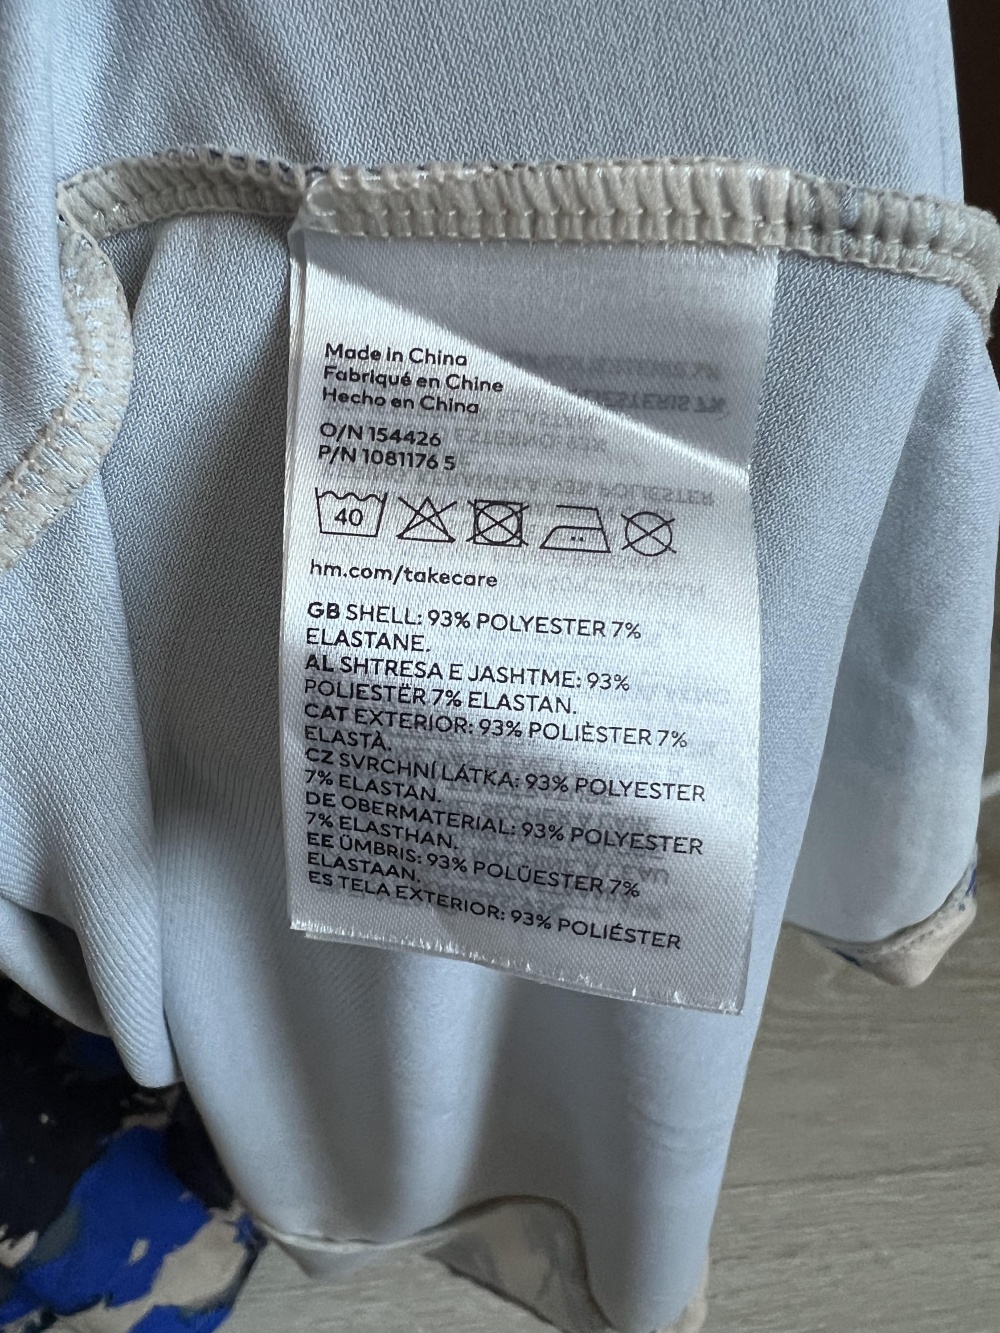 Made in China
Fabriqué en Chine
Hecho en China
O/N 154426
P/N 1081176 5
40
hm.com/takecare
GB SHELL: 93% POLYESTER 7%
ELASTANE.
AL SHTRESA E JASHTME: 93%
POLIESTËR 7% ELASTAN.
CAT EXTERIOR: 93% POLIÈSTER 7%
ELASTÀ.
CZ SVRCHNÍ LÁTKA: 93% POLYESTER
7% ELASTAN.
DE OBERMATERIAL: 93% POLYESTER
7% ELASTHAN.
EE ÜMBRIS: 93% POLÜESTER 7%
ELASTAAN.
ES TELA EXTERIOR: 93% POLIÉSTER